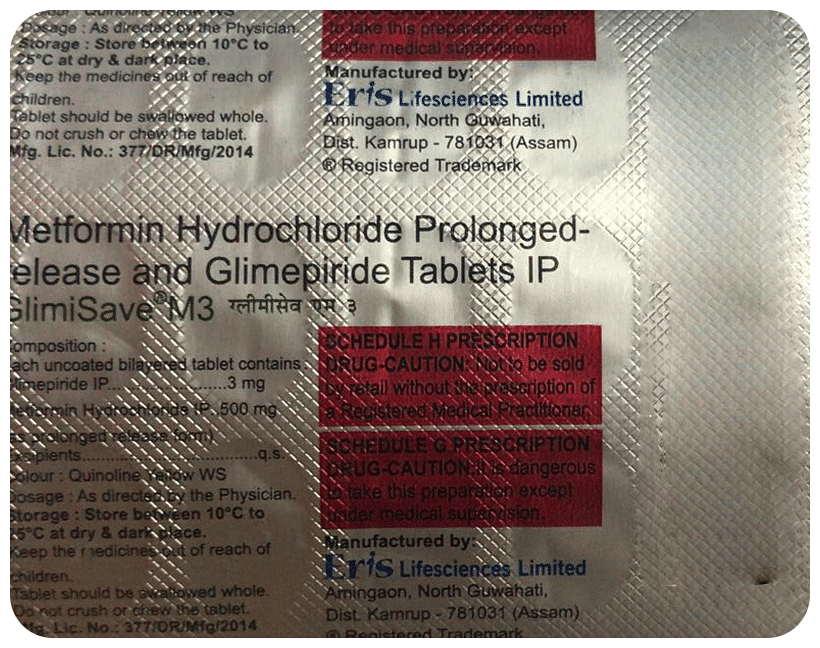 Colour : Quinoline Yellow WS
Dosage : As directed by the Physician.
Storage : Store between 10°C to
25°C at dry & dark place.
Keep the medicines out of reach of
children.
Tablet should be swallowed whole.
Do not crush or chew the tablet.
Mfg. Lic. No.: 377/DR/Mfg/2014
to take this preparation except
under medical supervision.
Manufactured by:
Eris Lifesciences Limited
Amingaon, North Guwahati,
Dist. Kamrup - 781031 (Assam)
® Registered Trademark
Metformin Hydrochloride Prolonged-
release and Glimepiride Tablets IP
GlimiSave® M3 ग्लीमीसेव एम ३
Composition :
Each uncoated bilayered tablet contains :
Glimepiride IP......................3 mg
Metformin Hydrochloride IP..500 mg
(as prolonged release form)
Excipients................................q.s.
Colour : Quinoline Yellow WS
Dosage : As directed by the Physician.
Storage : Store between 10°C to
25°C at dry & dark place.
Keep the medicines out of reach of
children.
Tablet should be swallowed whole.
Do not crush or chew the tablet.
Mfg. Lic. No.: 377/DR/Mfg/2014
SCHEDULE H PRESCRIPTION
DRUG-CAUTION: Not to be sold
by retail without the prescription of
a Registered Medical Practitioner.
SCHEDULE G PRESCRIPTION
DRUG-CAUTION:It is dangerous
to take this preparation except
under medical supervision.
Manufactured by:
Eris Lifesciences Limited
Amingaon, North Guwahati,
Dist. Kamrup - 781031 (Assam)
® Registered Trademark